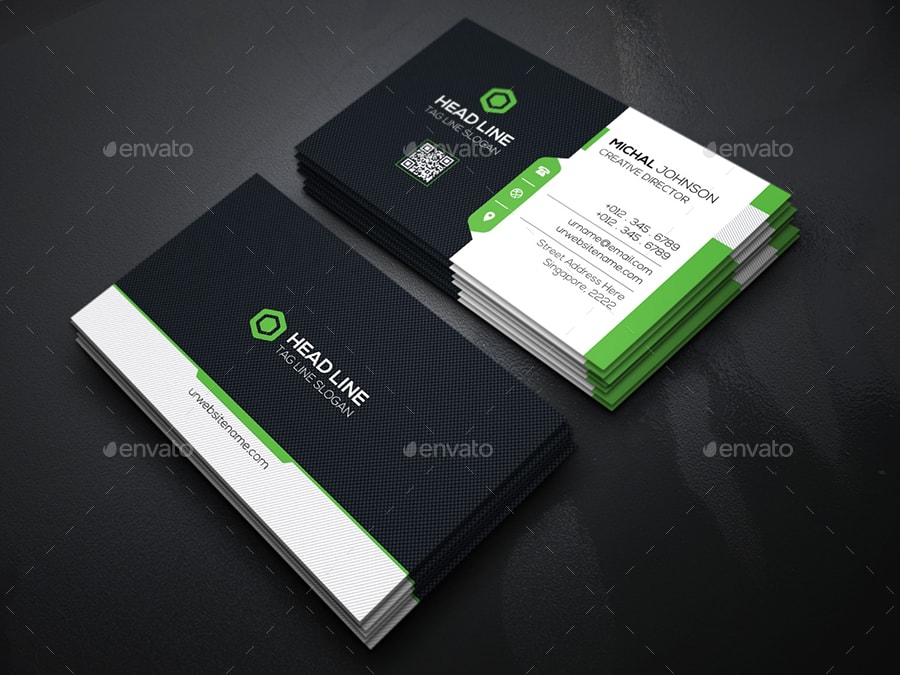 HEAD LINE
TAG LINE SLOGAN
MICHAL JOHNSON
CREATIVE DIRECTOR
+012 . 345 . 6789
+012 . 345 . 6789
urname@email.com
urwebsitename.com
Street Address Here
Singapore, 2222
HEAD LINE
TAG LINE SLOGAN
urwebsitename.com
envato
envato
envato
envato
envato
envato